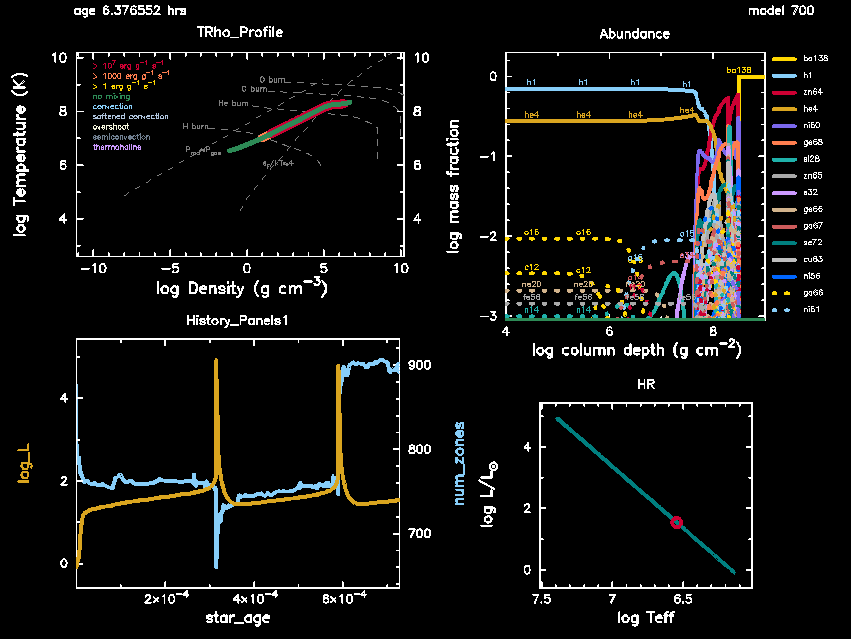 age 6.376552 hrs
model 700
TRho_Profile
> 10⁷ erg g⁻¹ s⁻¹
> 1000 erg g⁻¹ s⁻¹
> 1 erg g⁻¹ s⁻¹
no mixing
convection
softened convection
overshoot
semiconvection
thermohaline
O burn
C burn
He burn
H burn
10
8
6
4
10
8
6
4
−10
−5
0
5
10
log Temperature (K)
log Density (g cm⁻³)
Abundance
0
−1
−2
−3
4
6
8
log mass fraction
log column depth (g cm⁻²)
h1 h1 h1 h1
he4 he4 he4 he4
ba138
o16 o16
c12 c12
ne20 ne20 ne20
fe56 fe56 fe56
n14 n14
ba138
h1
zn64
he4
ni60
ge68
si28
zn65
s32
ge66
ga67
se72
cu63
ni56
ga66
ni61
History_Panels1
4
2
0
900
800
700
2×10⁻⁴
4×10⁻⁴
6×10⁻⁴
log_L
num_zones
star_age
HR
4
2
0
7.5
7
6.5
log L/L☉
log Teff